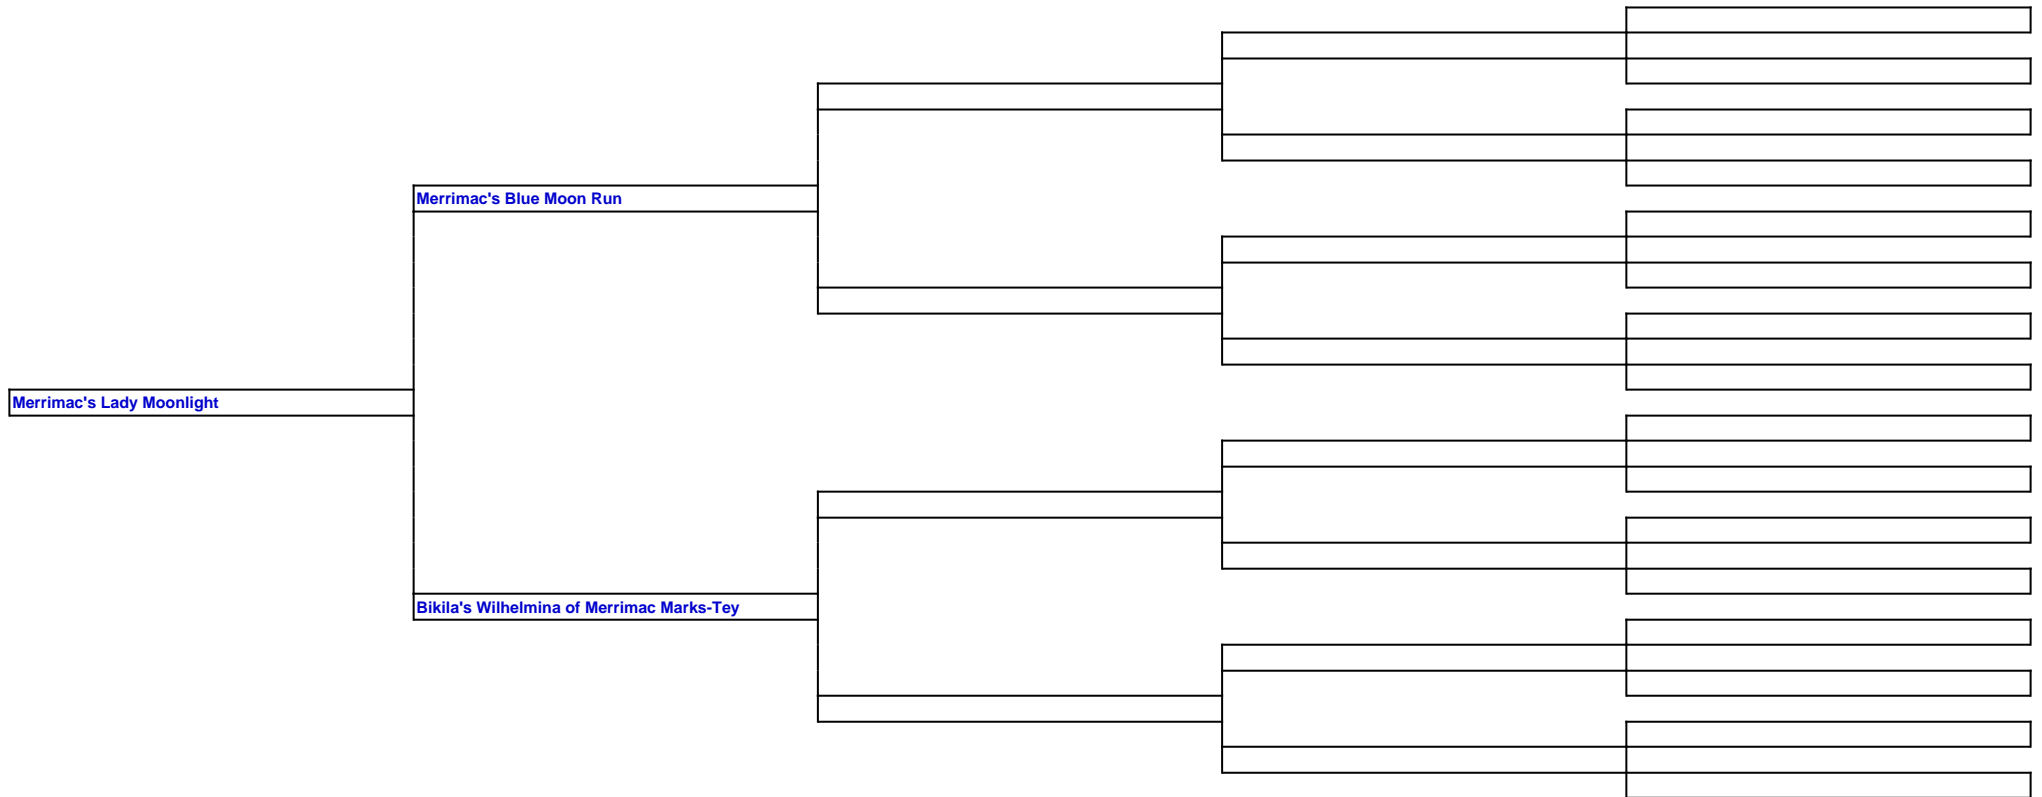 Merrimac's Blue Moon Run
Merrimac's Lady Moonlight
Bikila's Wilhelmina of Merrimac Marks-Tey